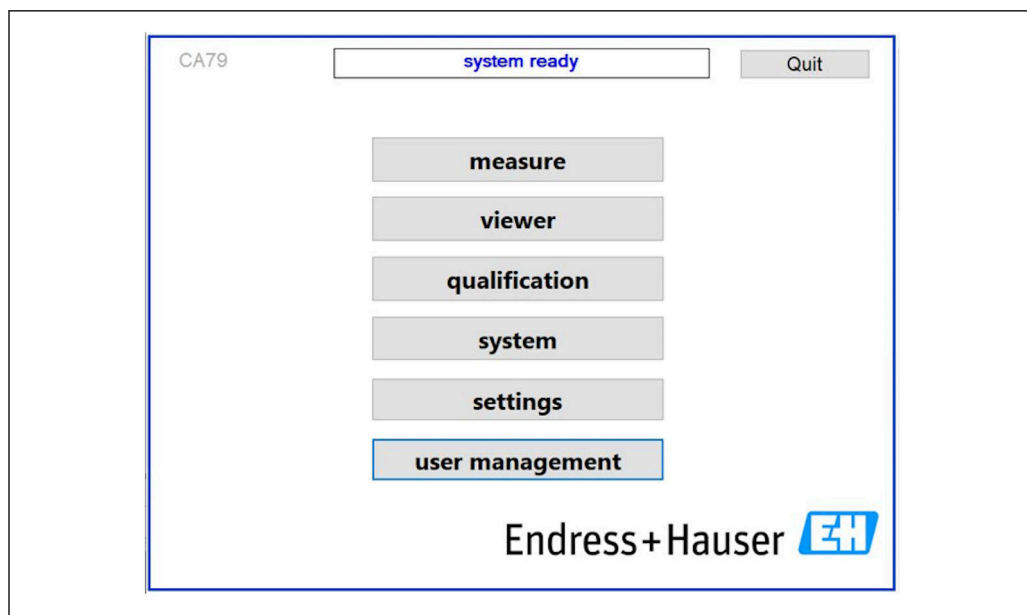 CA79
system ready
Quit
measure
viewer
qualification
system
settings
user management
Endress+Hauser EH